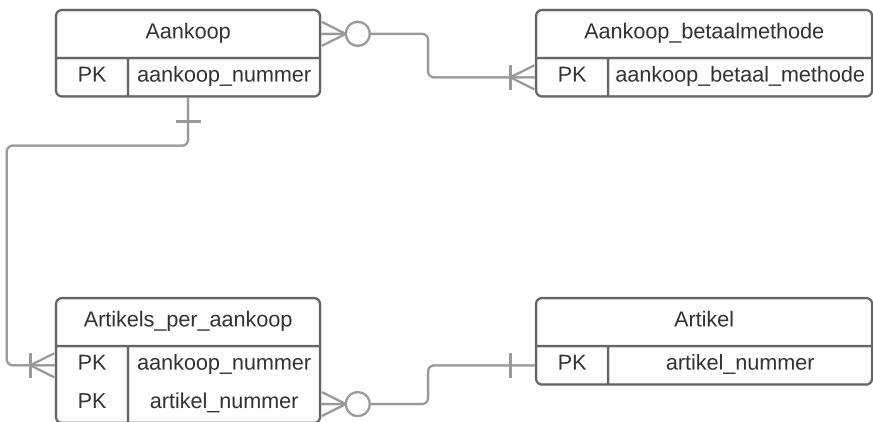 Aankoop
PK aankoop_nummer
Aankoop_betaalmethode
PK aankoop_betaal_methode
Artikels_per_aankoop
PK aankoop_nummer
PK artikel_nummer
Artikel
PK artikel_nummer